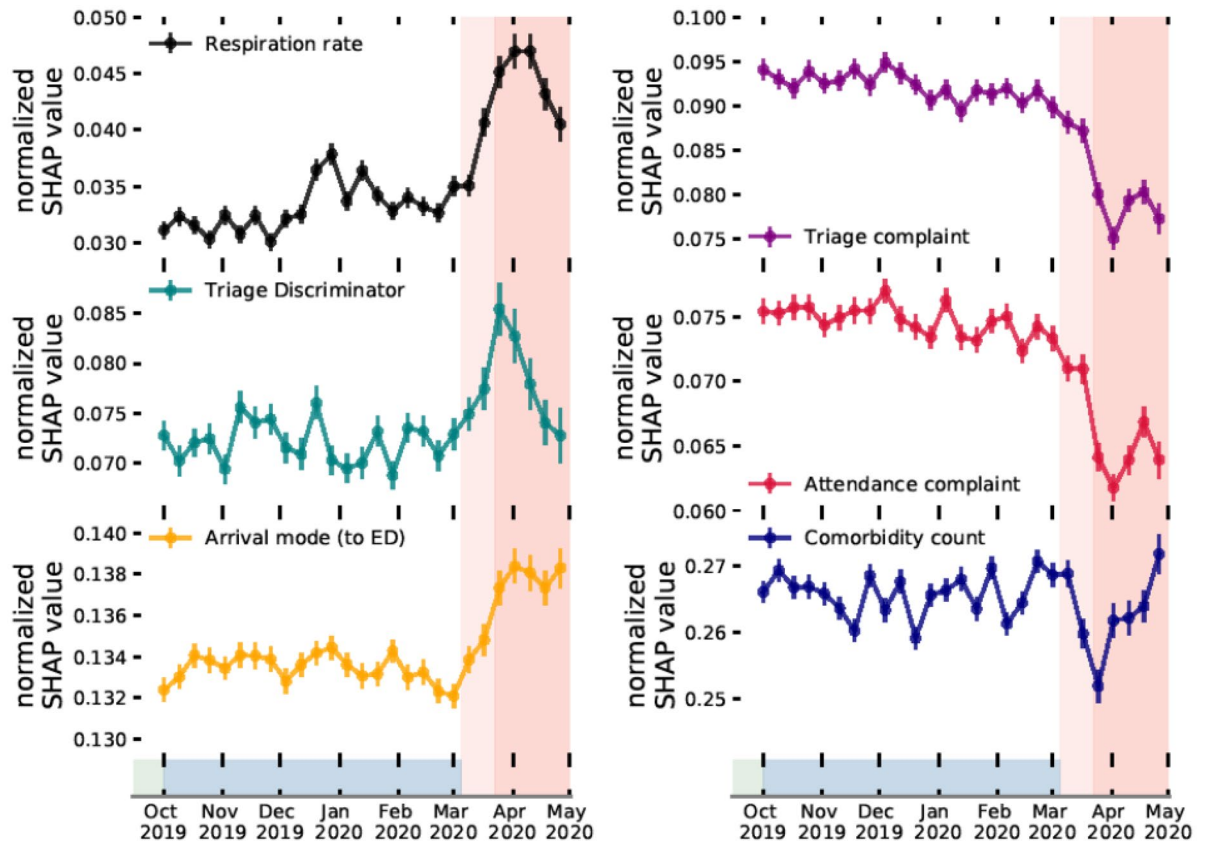 0.050
Respiration rate
0.045
0.040
0.035
0.030
normalized
SHAP value
Triage Discriminator
0.085
0.080
0.075
0.070
normalized
SHAP value
0.140
Arrival mode (to ED)
0.138
0.136
0.134
0.132
0.130
normalized
SHAP value
Oct
2019
Nov
2019
Dec
2019
Jan
2020
Feb
2020
Mar
2020
Apr
2020
May
2020
0.100
0.095
0.090
0.085
0.080
0.075
Triage complaint
normalized
SHAP value
0.075
0.070
0.065
0.060
Attendance complaint
normalized
SHAP value
Comorbidity count
0.27
0.26
0.25
normalized
SHAP value
Oct
2019
Nov
2019
Dec
2019
Jan
2020
Feb
2020
Mar
2020
Apr
2020
May
2020